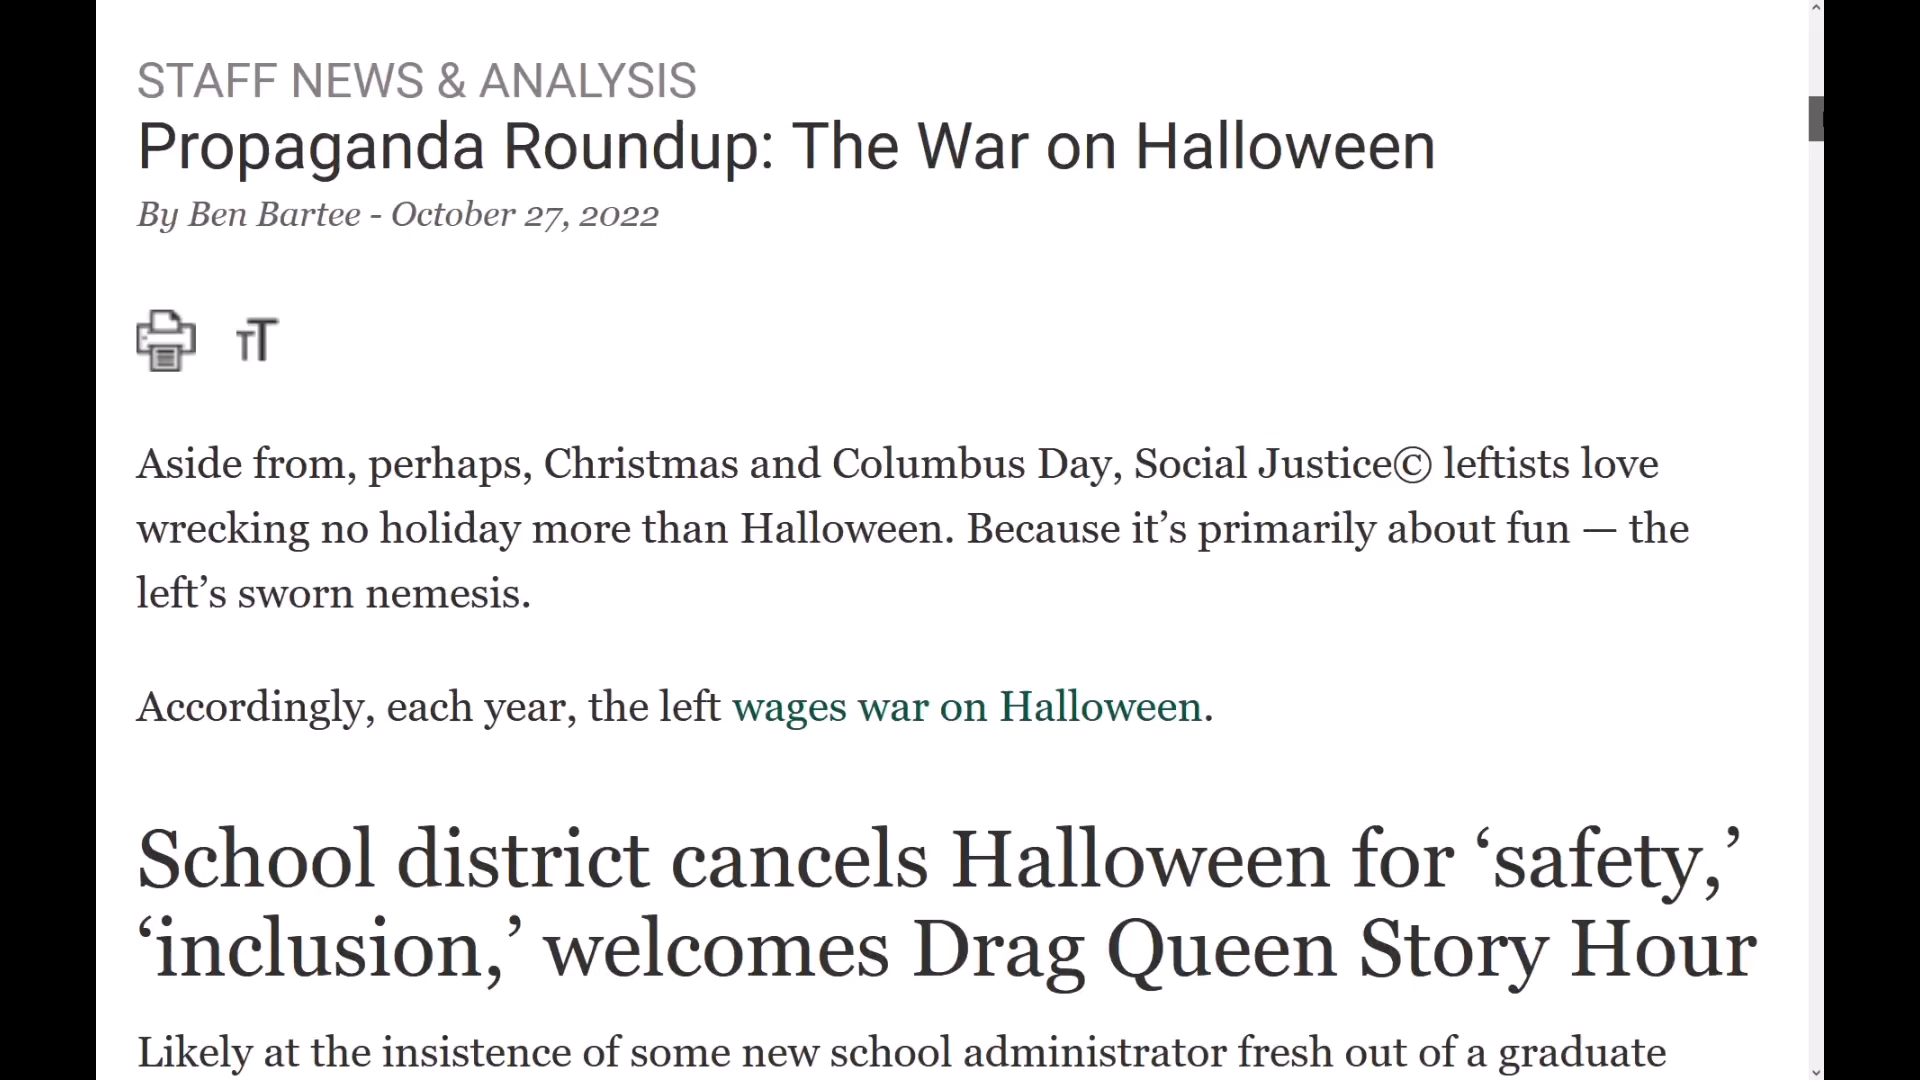 STAFF NEWS & ANALYSIS
Propaganda Roundup: The War on Halloween
By Ben Bartee - October 27, 2022
TT
Aside from, perhaps, Christmas and Columbus Day, Social Justice© leftists love
wrecking no holiday more than Halloween. Because it’s primarily about fun — the
left’s sworn nemesis.
Accordingly, each year, the left wages war on Halloween.
School district cancels Halloween for ‘safety,’
‘inclusion,’ welcomes Drag Queen Story Hour
Likely at the insistence of some new school administrator fresh out of a graduate